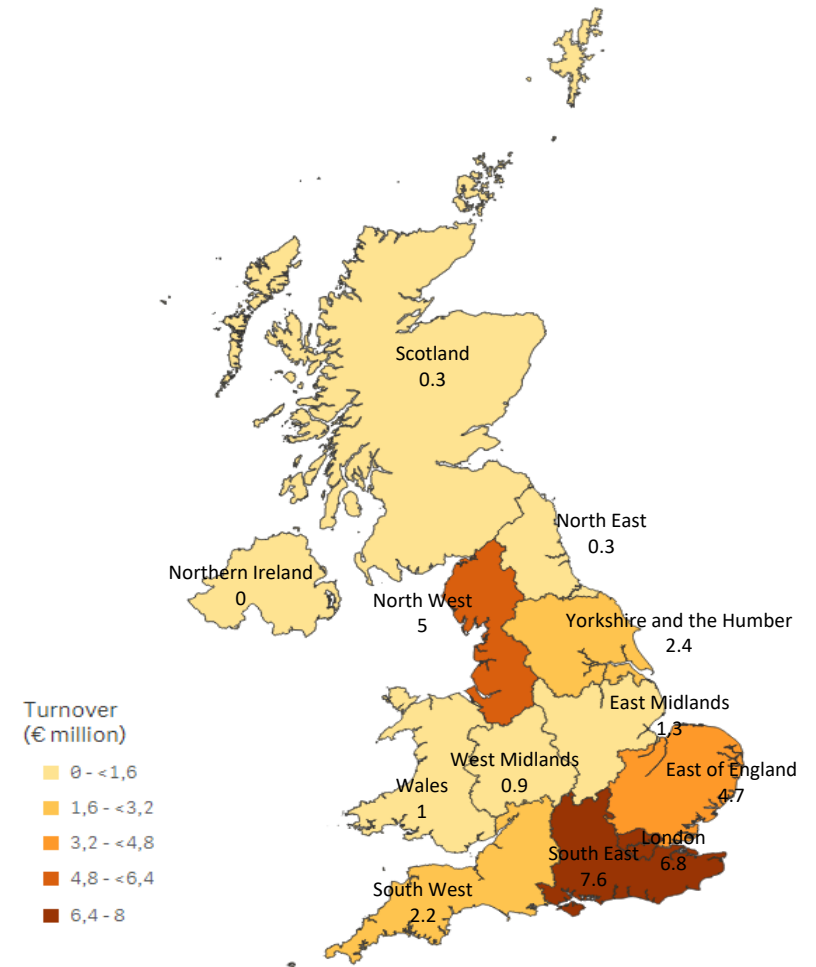 Scotland
0.3
North East
0.3
Northern Ireland
0
North West
5
Yorkshire and the Humber
2.4
East Midlands
1.3
West Midlands
0.9
East of England
4.7
Wales
1
London
6.8
South East
7.6
South West
2.2
Turnover
(€ million)
0 - <1,6
1,6 - <3,2
3,2 - <4,8
4,8 - <6,4
6,4 - 8